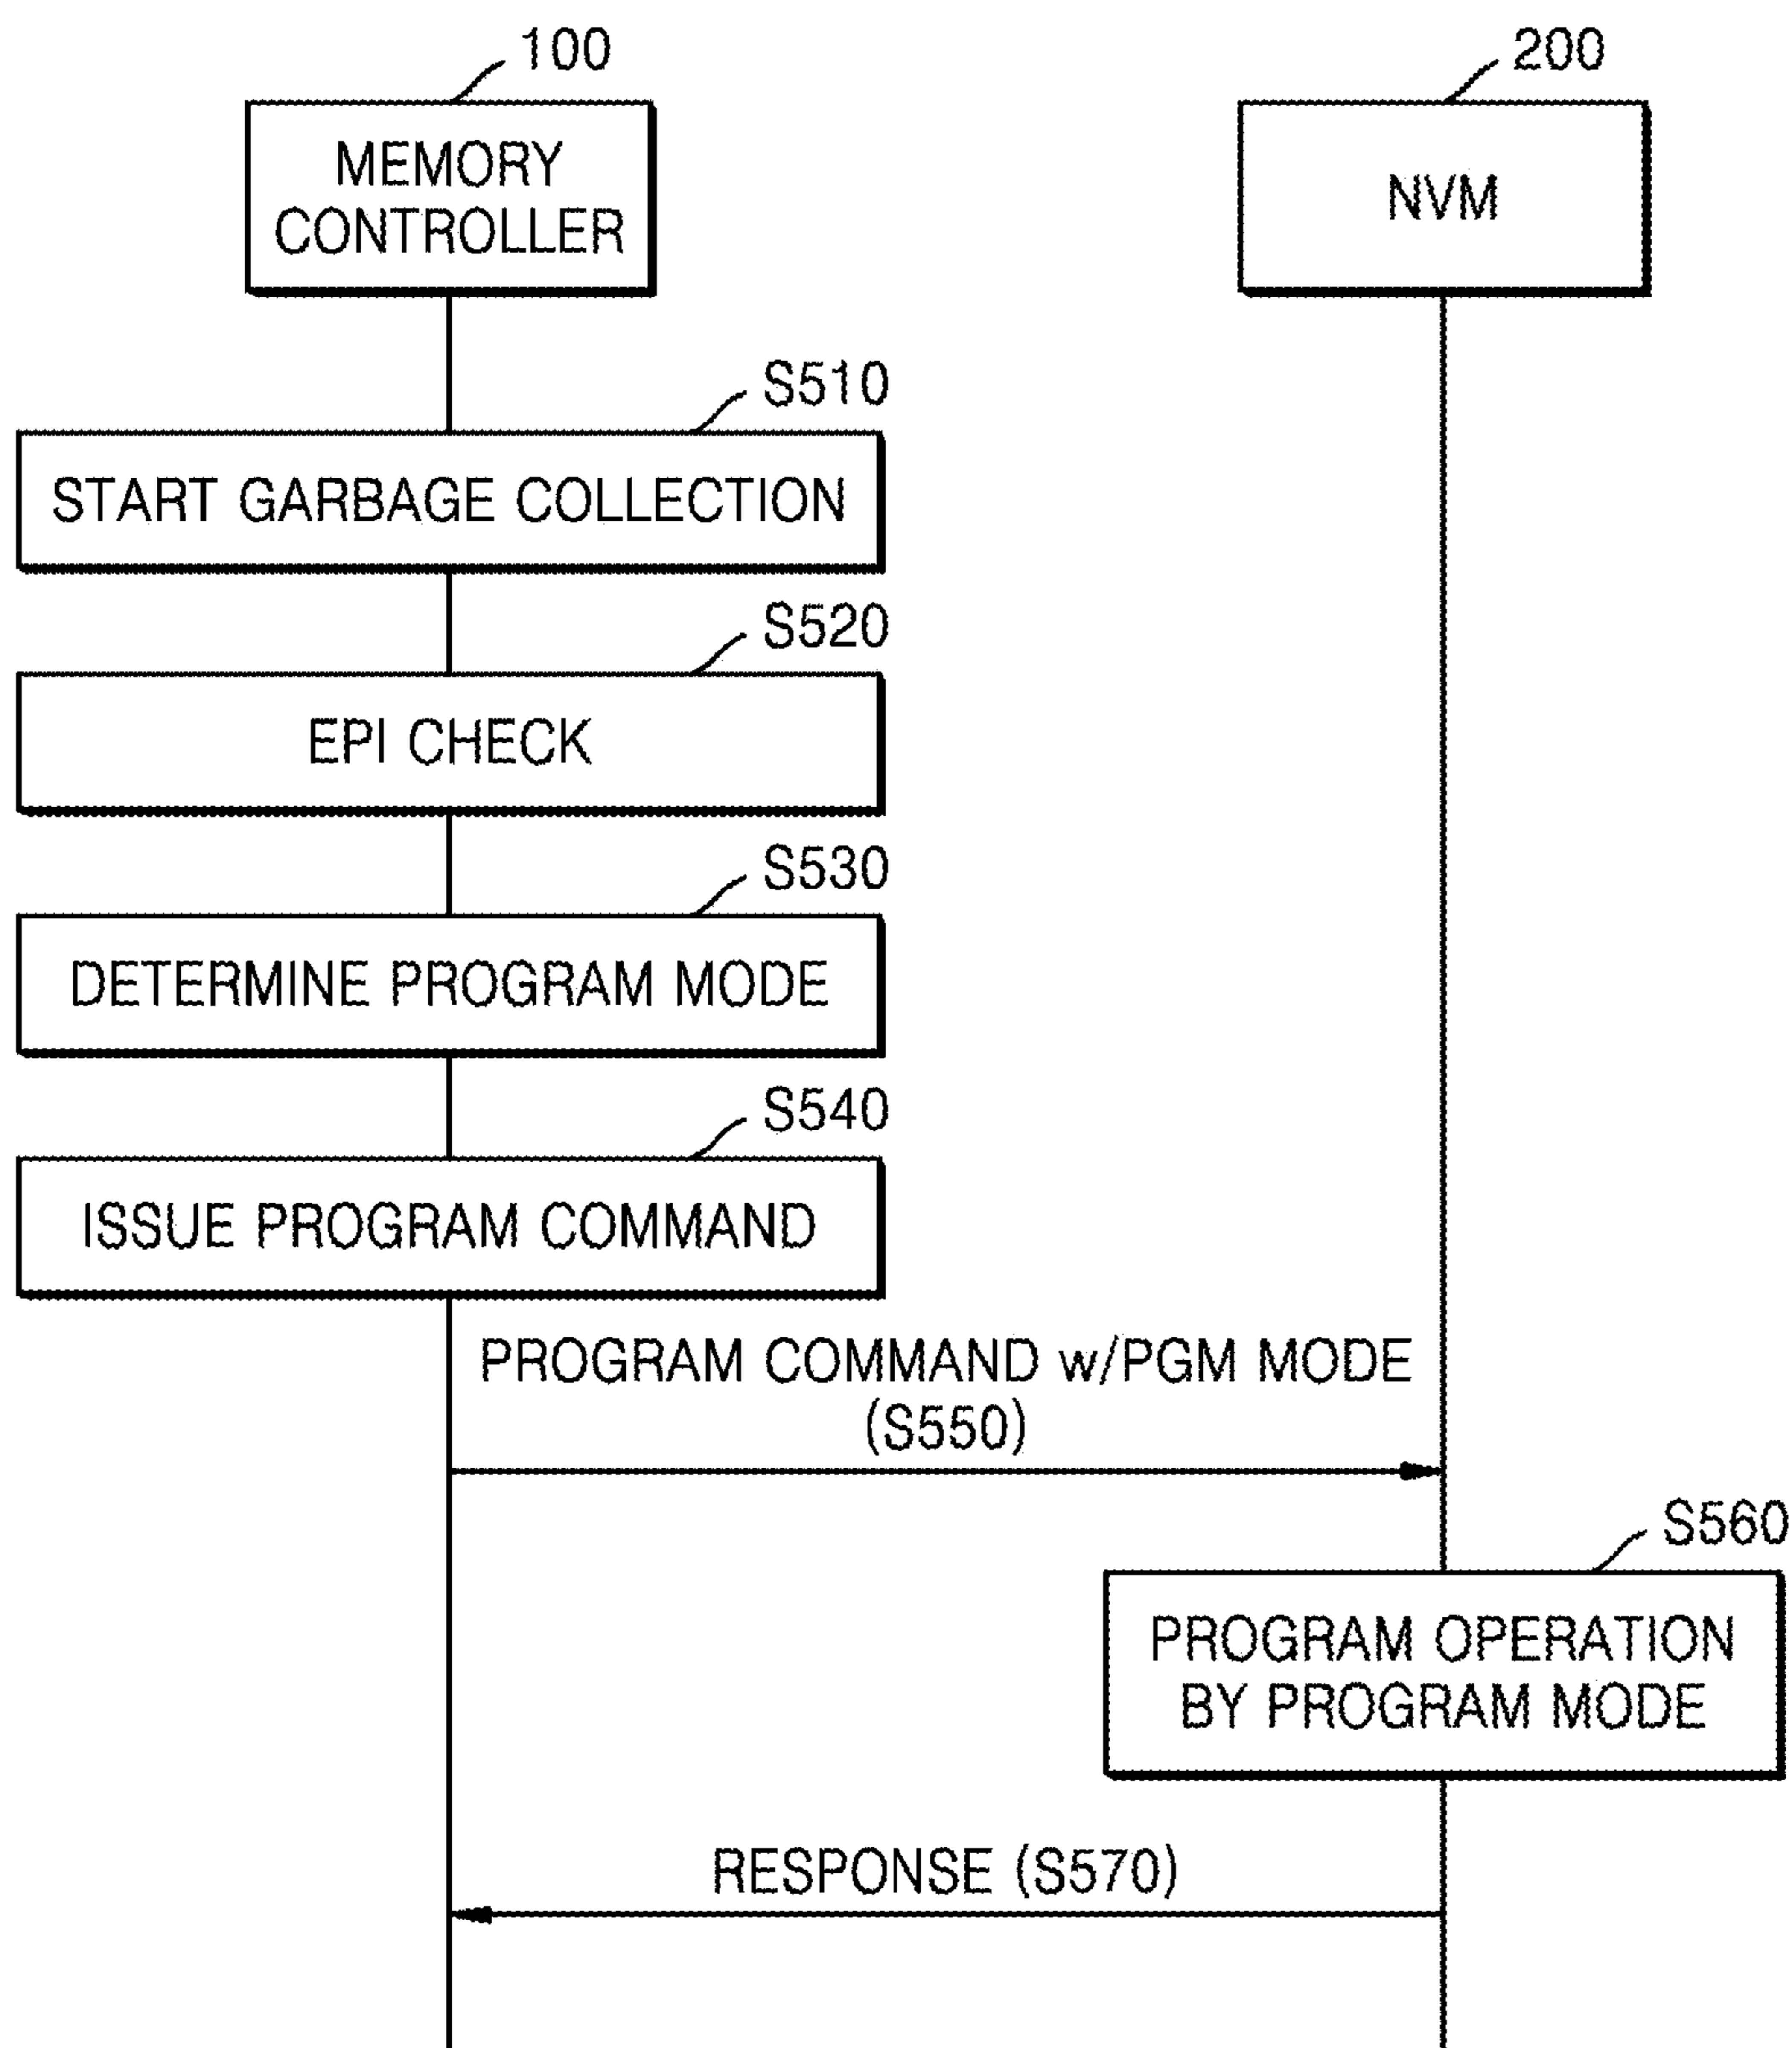 100
200
MEMORY
CONTROLLER
NVM
S510
START GARBAGE COLLECTION
S520
EPI CHECK
S530
DETERMINE PROGRAM MODE
S540
ISSUE PROGRAM COMMAND
PROGRAM COMMAND w/PGM MODE
(S550)
S560
PROGRAM OPERATION
BY PROGRAM MODE
RESPONSE (S570)